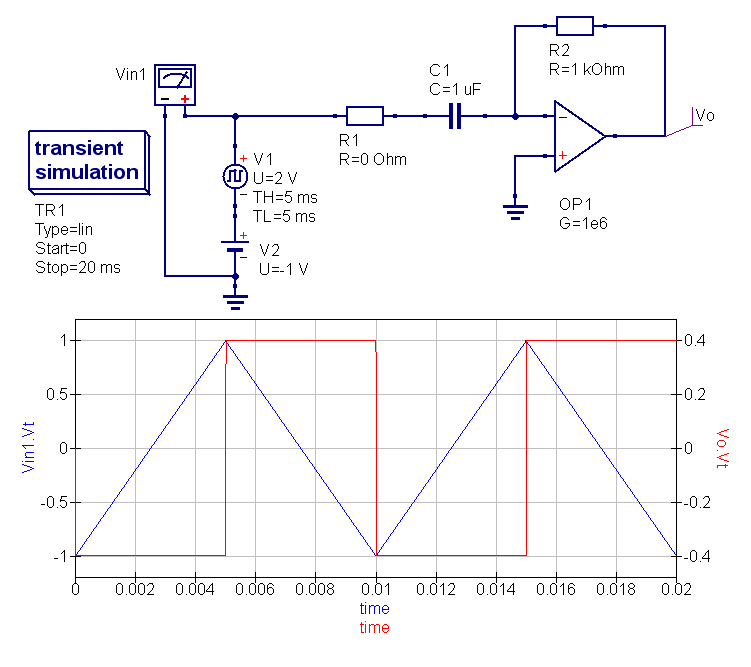 Vin1
transient
simulation
TR1
Type=lin
Start=0
Stop=20 ms
+
V1
U=2 V
TH=5 ms
TL=5 ms
+
V2
U=-1 V
R1
R=0 Ohm
C1
C=1 uF
R2
R=1 kOhm
Vo
OP1
G=1e6
1
0.5
0
-0.5
-1
Vin1.Vt
0.4
0.2
0
-0.2
-0.4
Vo.Vt
0 0.002 0.004 0.006 0.008 0.01 0.012 0.014 0.016 0.018 0.02
time
time